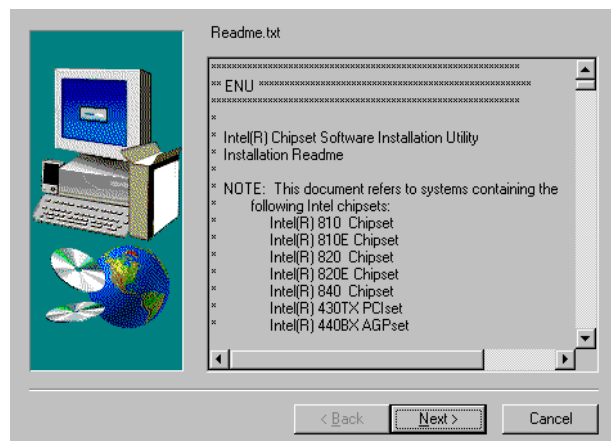 Readme.txt
**********************************************************
** ENU ***************************************************
**********************************************************
*
* Intel(R) Chipset Software Installation Utility
* Installation Readme
*
* NOTE: This document refers to systems containing the
* following Intel chipsets:
* Intel(R) 810 Chipset
* Intel(R) 810E Chipset
* Intel(R) 820 Chipset
* Intel(R) 820E Chipset
* Intel(R) 840 Chipset
* Intel(R) 430TX PCIset
* Intel(R) 440BX AGPset
< Back Next > Cancel